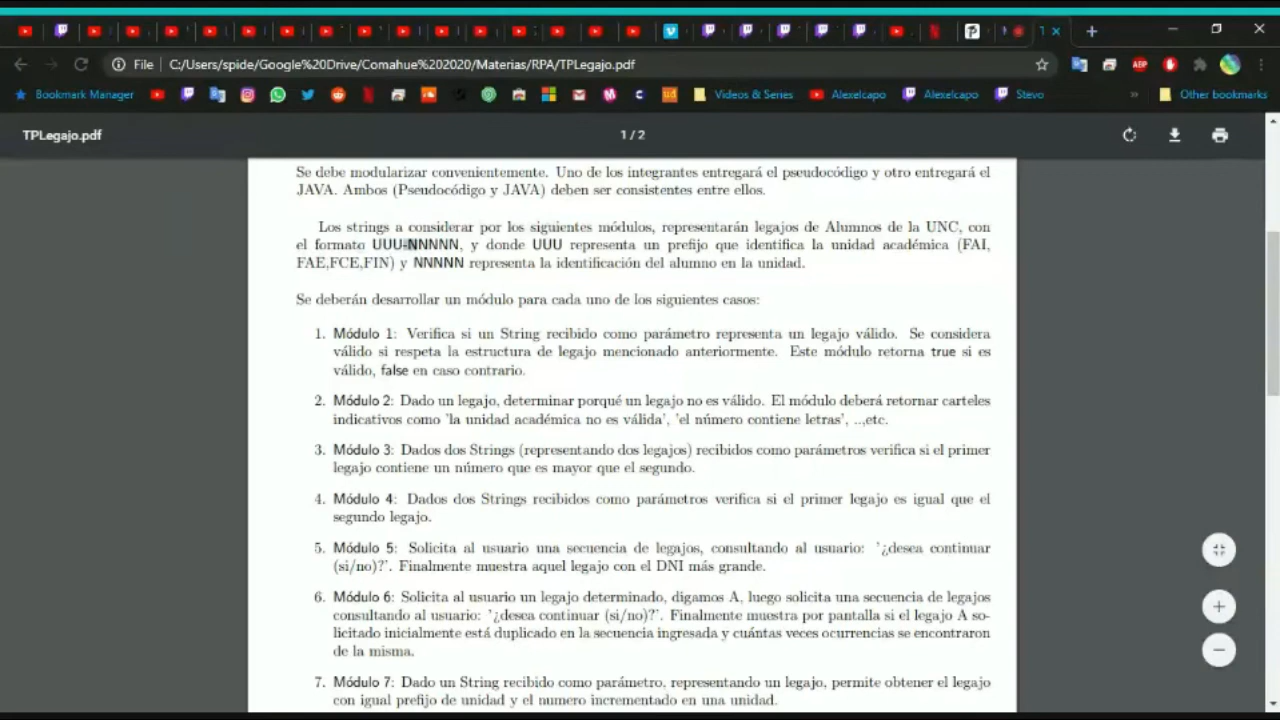 File C:/Users/spide/Google%20Drive/Comahue%202020/Materias/RPA/TPLegajo.pdf
ABP
Bookmark Manager Videos & Series Alexelcapo Alexelcapo Stevo » Other bookmarks
TPLegajo.pdf 1 / 2
Se debe modularizar convenientemente. Uno de los integrantes entregará el pseudocódigo y otro entregará el
JAVA. Ambos (Pseudocódigo y JAVA) deben ser consistentes entre ellos.
Los strings a considerar por los siguientes módulos, representarán legajos de Alumnos de la UNC, con
el formato UUU-NNNNN, y donde UUU representa un prefijo que identifica la unidad académica (FAI,
FAE,FCE,FIN) y NNNNN representa la identificación del alumno en la unidad.
Se deberán desarrollar un módulo para cada uno de los siguientes casos:
1. Módulo 1: Verifica si un String recibido como parámetro representa un legajo válido. Se considera
válido si respeta la estructura de legajo mencionado anteriormente. Este módulo retorna true si es
válido, false en caso contrario.
2. Módulo 2: Dado un legajo, determinar porqué un legajo no es válido. El módulo deberá retornar carteles
indicativos como 'la unidad académica no es válida', 'el número contiene letras', ..,etc.
3. Módulo 3: Dados dos Strings (representando dos legajos) recibidos como parámetros verifica si el primer
legajo contiene un número que es mayor que el segundo.
4. Módulo 4: Dados dos Strings recibidos como parámetros verifica si el primer legajo es igual que el
segundo legajo.
5. Módulo 5: Solicita al usuario una secuencia de legajos, consultando al usuario: '¿desea continuar
(si/no)?'. Finalmente muestra aquel legajo con el DNI más grande.
6. Módulo 6: Solicita al usuario un legajo determinado, digamos A, luego solicita una secuencia de legajos
consultando al usuario: '¿desea continuar (si/no)?'. Finalmente muestra por pantalla si el legajo A so-
licitado inicialmente está duplicado en la secuencia ingresada y cuántas veces ocurrencias se encontraron
de la misma.
7. Módulo 7: Dado un String recibido como parámetro, representando un legajo, permite obtener el legajo
con igual prefijo de unidad y el numero incrementado en una unidad.